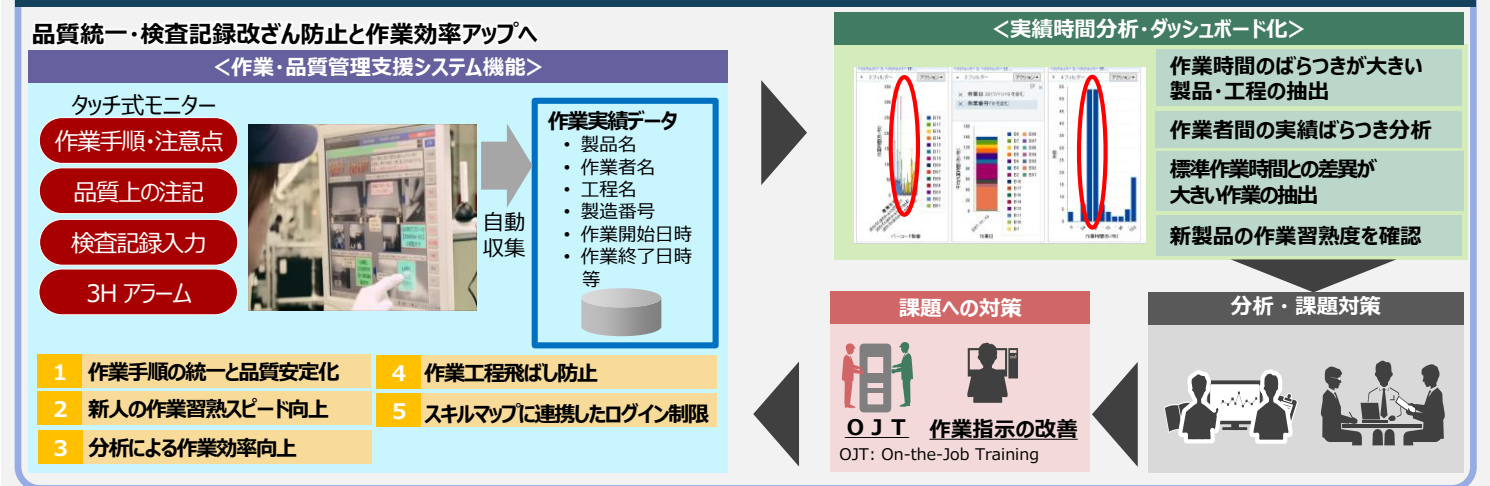 品質統一・検査記録改ざん防止と作業効率アップへ
＜作業・品質管理支援システム機能＞
タッチ式モニター
作業手順・注意点
品質上の注記
検査記録入力
3H アラーム
自動
収集
作業実績データ
・ 製品名
・ 作業者名
・ 工程名
・ 製造番号
・ 作業開始日時
・ 作業終了日時
等
1 作業手順の統一と品質安定化
2 新人の作業習熟スピード向上
3 分析による作業効率向上
4 作業工程飛ばし防止
5 スキルマップに連携したログイン制限
＜実績時間分析・ダッシュボード化＞
作業時間のばらつきが大きい
製品・工程の抽出
作業者間の実績ばらつき分析
標準作業時間との差異が
大きい作業の抽出
新製品の作業習熟度を確認
分析・課題対策
課題への対策
ＯＪＴ
作業指示の改善
OJT: On-the-Job Training